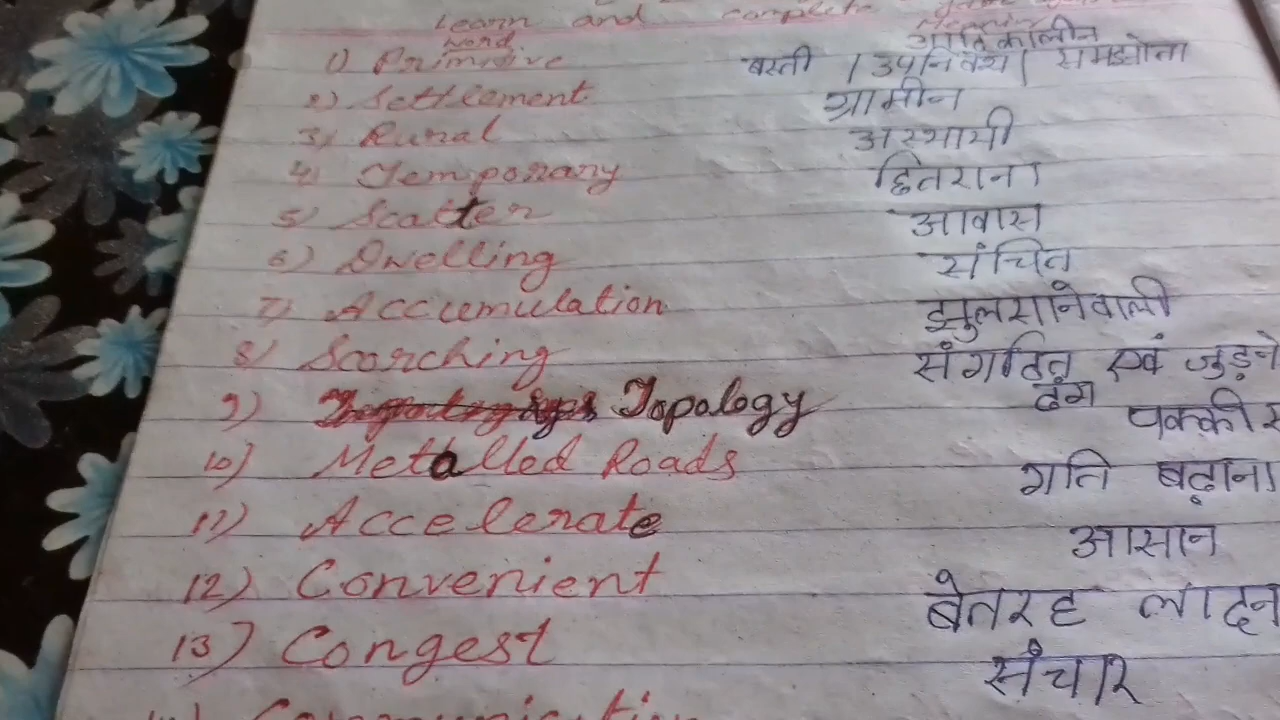 Learn and complete
word meaning
1) Primitive
बस्ती / उपनिवेश / समझोता
2) Settlement ग्रामीन
3) Rural अस्थायी
4) Temporary छितराना
5) Scatter आवास
6) Dwelling संचित
7) Accumulation झुलसानेवाली
8) Scorching संगठित एवं जुड़ने
ढंग
9) Topology पक्की
10) Metalled Roads गति बढ़ाना
11) Accelerate आसान
12) Convenient बेतरह लादन
13) Congest संचार